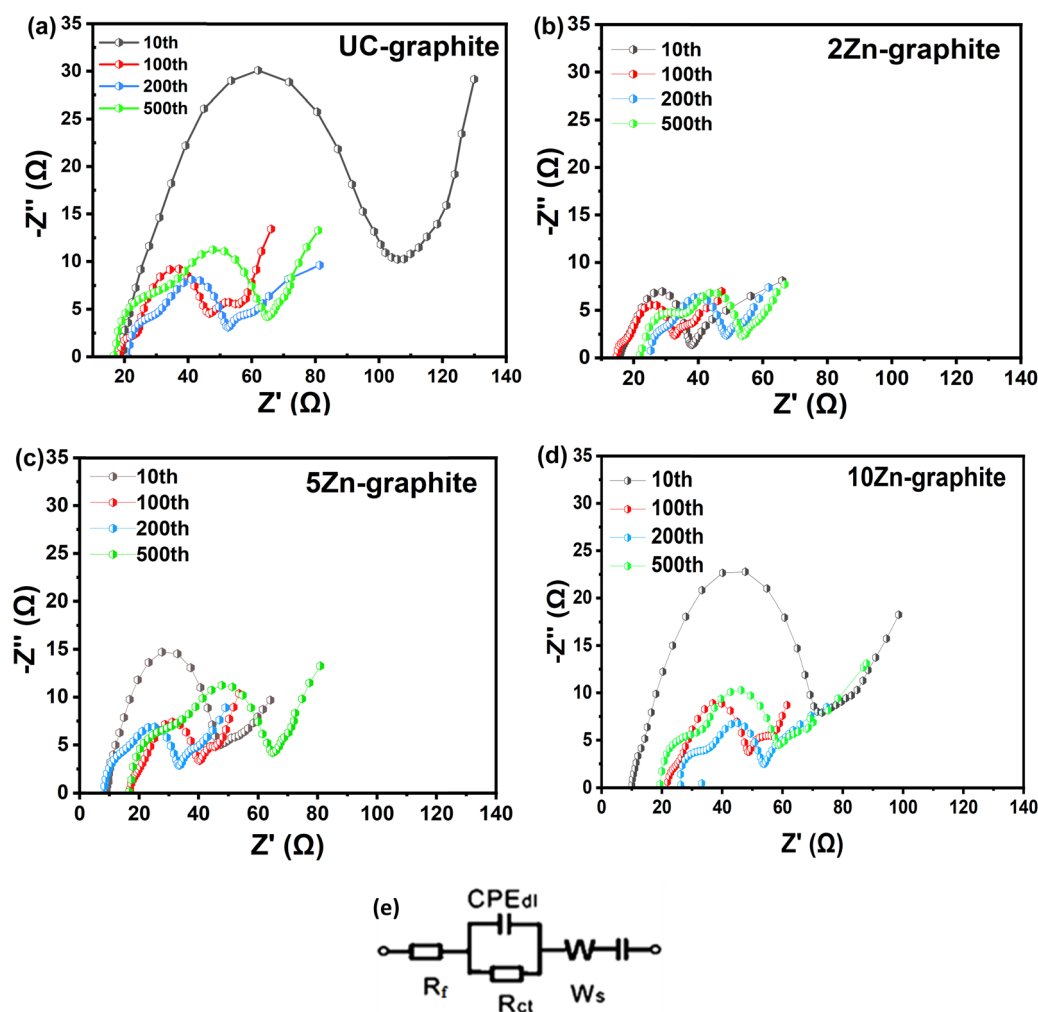 (a)
UC-graphite
10th
100th
200th
500th
35
30
25
20
15
10
5
0
-Z'' (Ω)
20 40 60 80 100 120 140
Z' (Ω)
(b)
2Zn-graphite
10th
100th
200th
500th
35
30
25
20
15
10
5
0
-Z'' (Ω)
20 40 60 80 100 120 140
Z' (Ω)
(c)
5Zn-graphite
10th
100th
200th
500th
35
30
25
20
15
10
5
0
-Z'' (Ω)
0 20 40 60 80 100 120 140
Z' (Ω)
(d)
10Zn-graphite
10th
100th
200th
500th
35
30
25
20
15
10
5
0
-Z'' (Ω)
0 20 40 60 80 100 120 140
Z' (Ω)
(e)
CPEdl
Rf
Rct
Ws